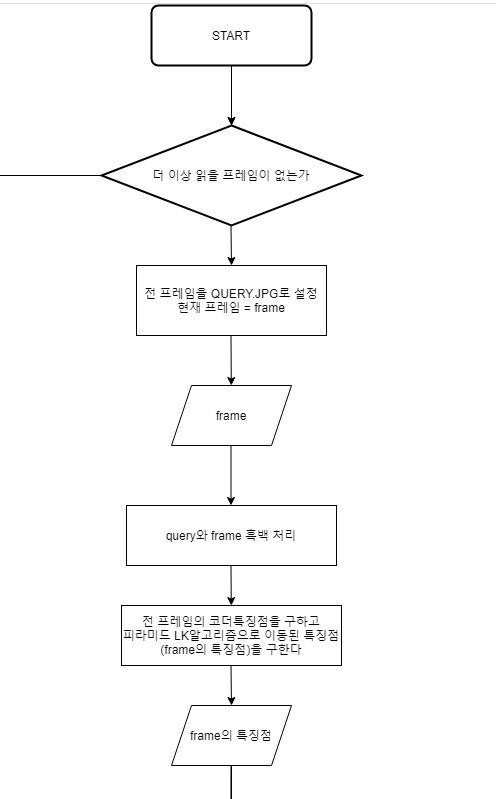 START
더 이상 읽을 프레임이 없는가
전 프레임을 QUERY.JPG로 설정
현재 프레임 = frame
frame
query와 frame 흑백 처리
전 프레임의 코더특징점을 구하고
피라미드 LK알고리즘으로 이동된 특징점
(frame의 특징점)을 구한다
frame의 특징점